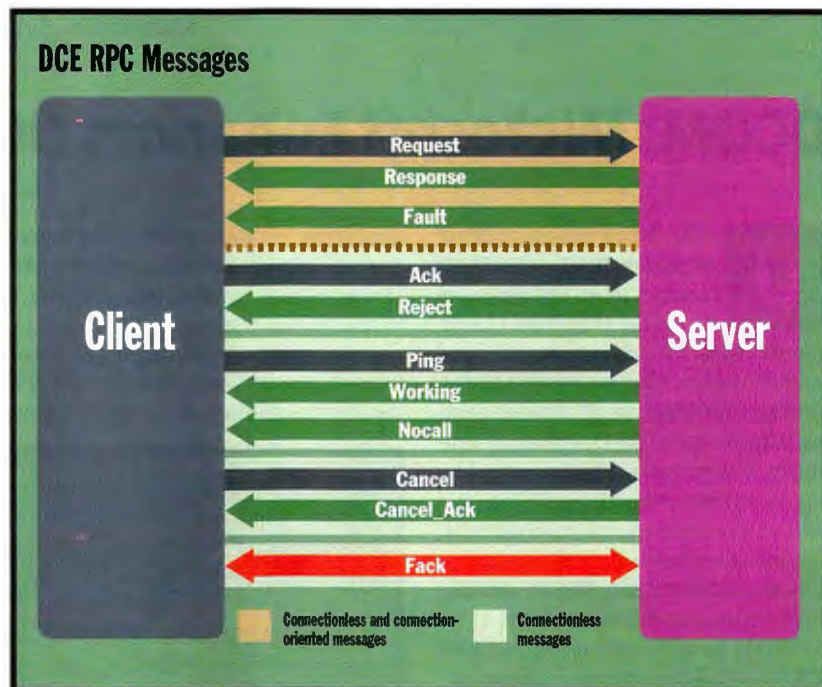 DCE RPC Messages
Client
Server
Request
Response
Fault
Ack
Reject
Ping
Working
Nocall
Cancel
Cancel_Ack
Fack
Connectionless and connection-
oriented messages
Connectionless
messages